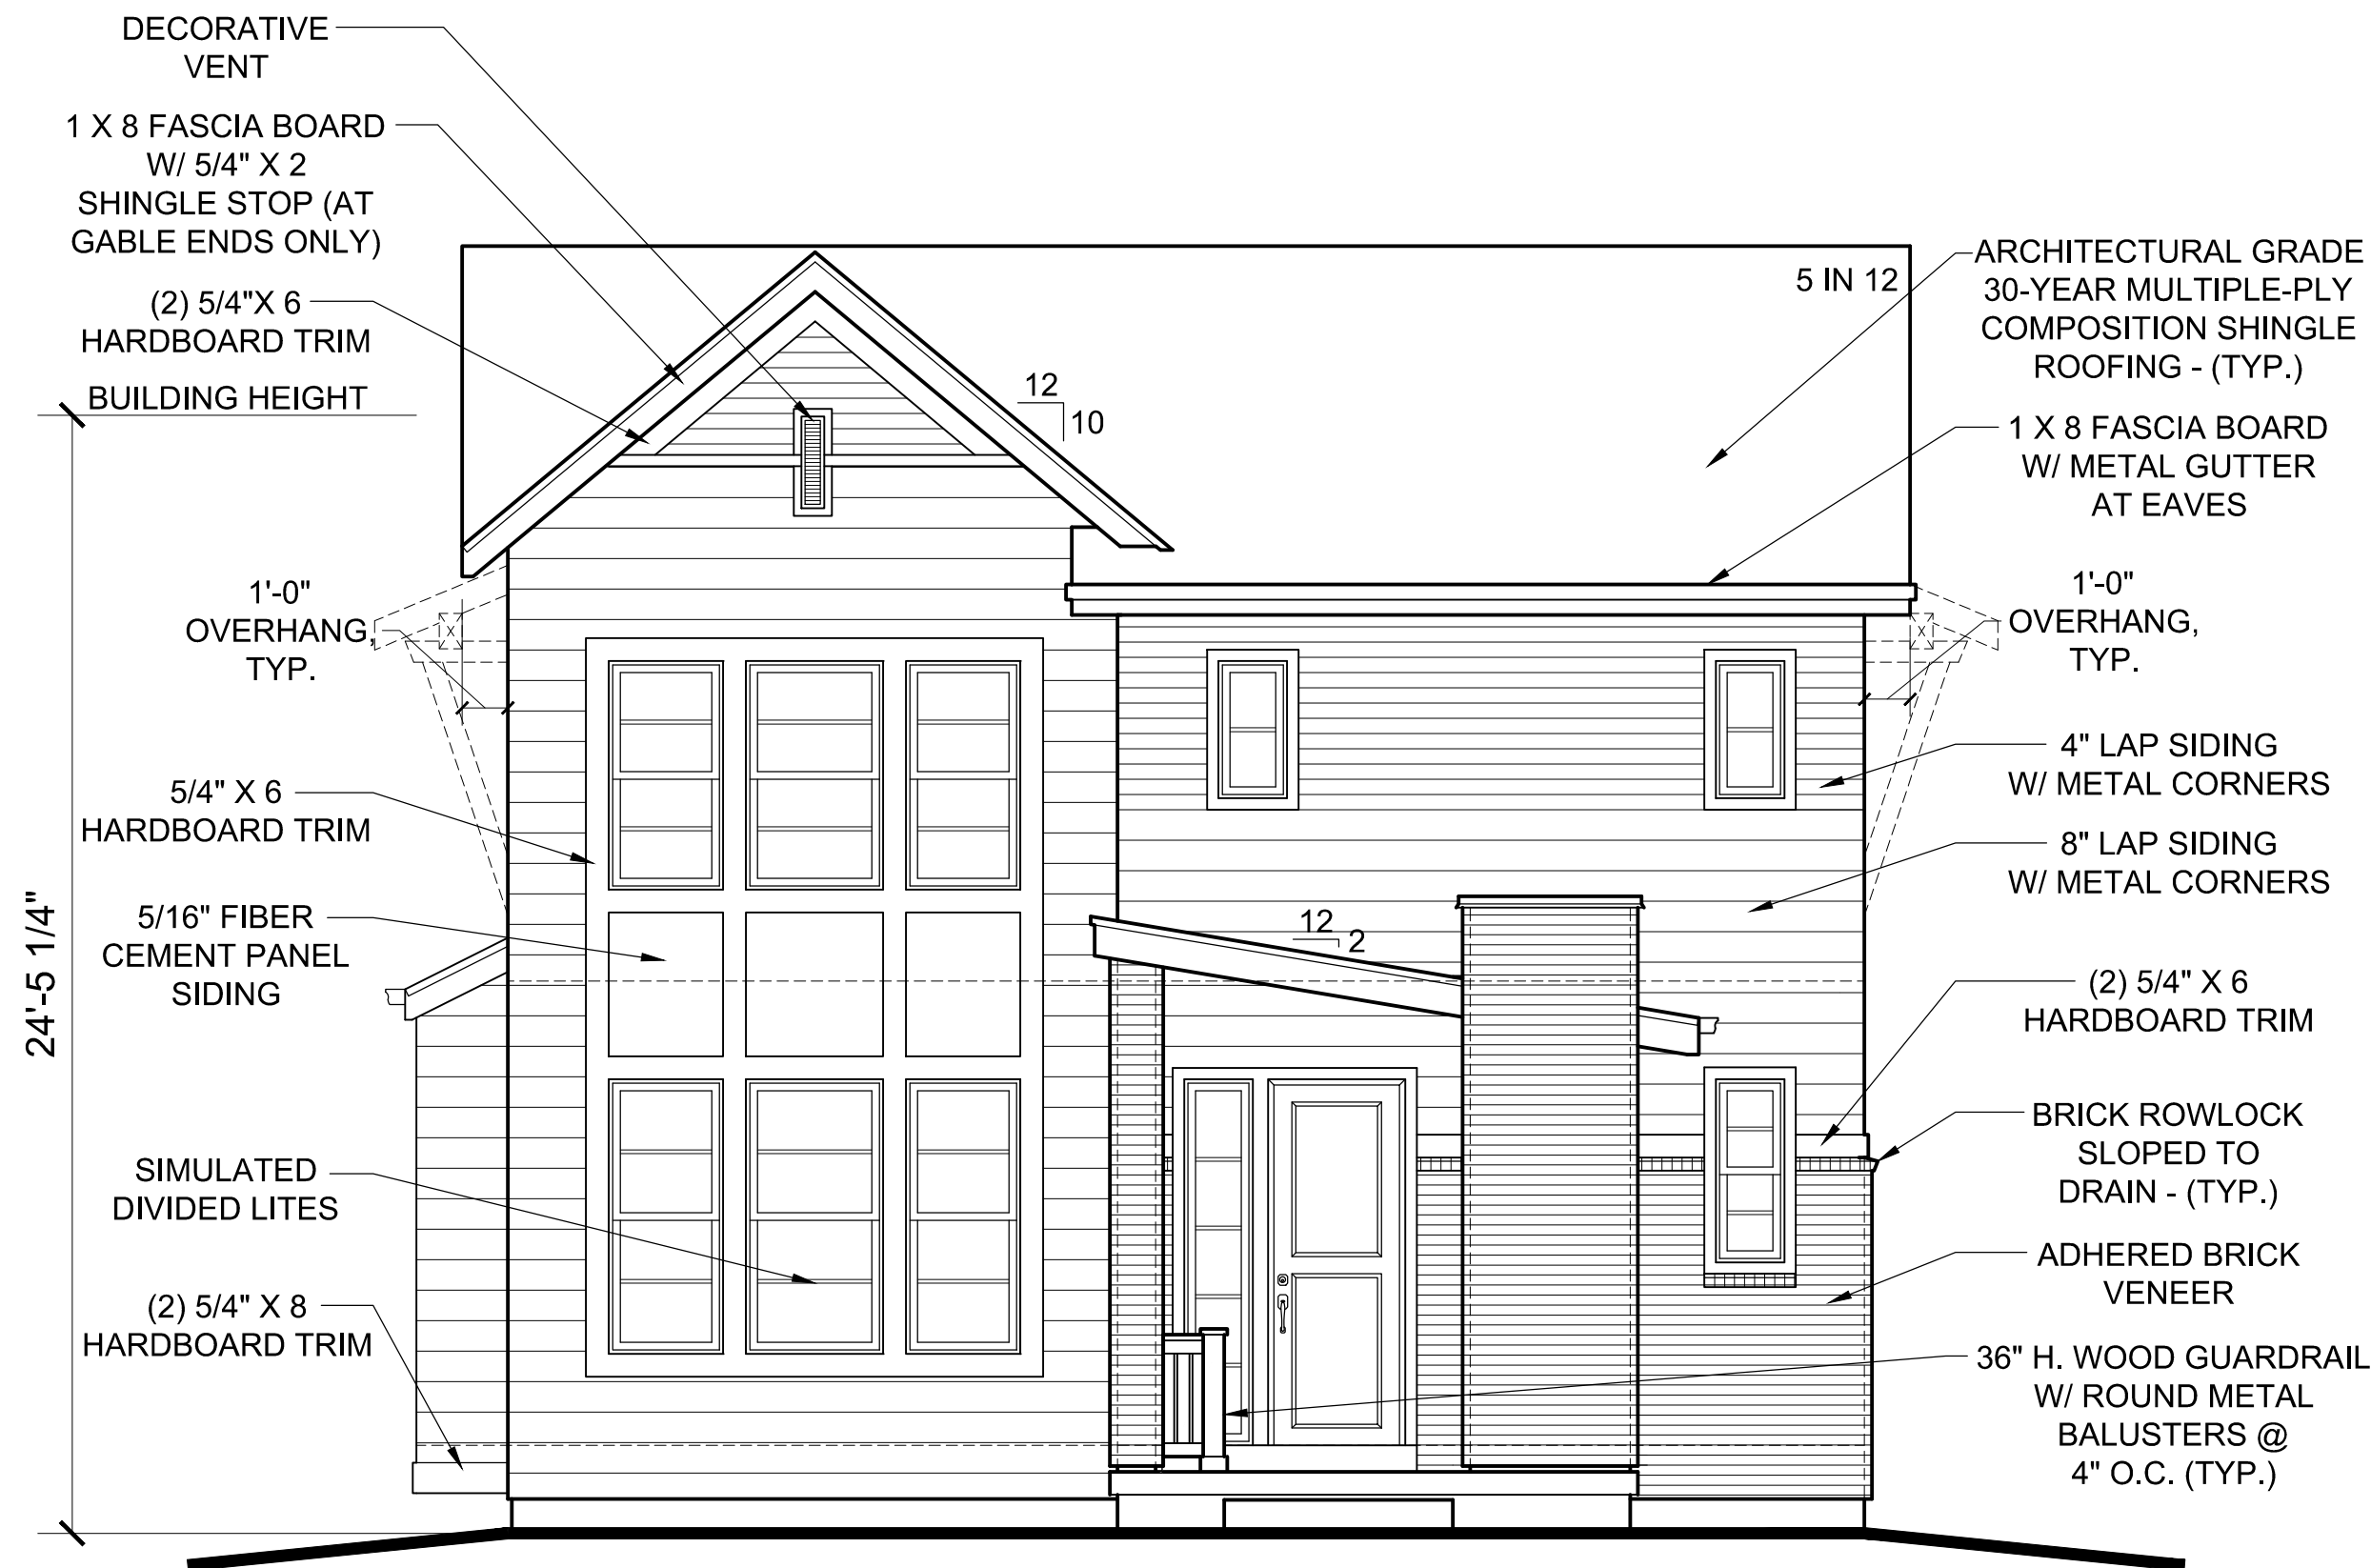 DECORATIVE
VENT
1 X 8 FASCIA BOARD
W/ 5/4" X 2
SHINGLE STOP (AT
GABLE ENDS ONLY)
(2) 5/4"X 6
HARDBOARD TRIM
BUILDING HEIGHT
1'-0"
OVERHANG,
TYP.
5/4" X 6
HARDBOARD TRIM
5/16" FIBER
CEMENT PANEL
SIDING
24'-5 1/4"
SIMULATED
DIVIDED LITES
(2) 5/4" X 8
HARDBOARD TRIM
12
10
12
2
5 IN 12
ARCHITECTURAL GRADE
30-YEAR MULTIPLE-PLY
COMPOSITION SHINGLE
ROOFING - (TYP.)
1 X 8 FASCIA BOARD
W/ METAL GUTTER
AT EAVES
1'-0"
OVERHANG,
TYP.
4" LAP SIDING
W/ METAL CORNERS
8" LAP SIDING
W/ METAL CORNERS
(2) 5/4" X 6
HARDBOARD TRIM
BRICK ROWLOCK
SLOPED TO
DRAIN - (TYP.)
ADHERED BRICK
VENEER
36" H. WOOD GUARDRAIL
W/ ROUND METAL
BALUSTERS @
4" O.C. (TYP.)